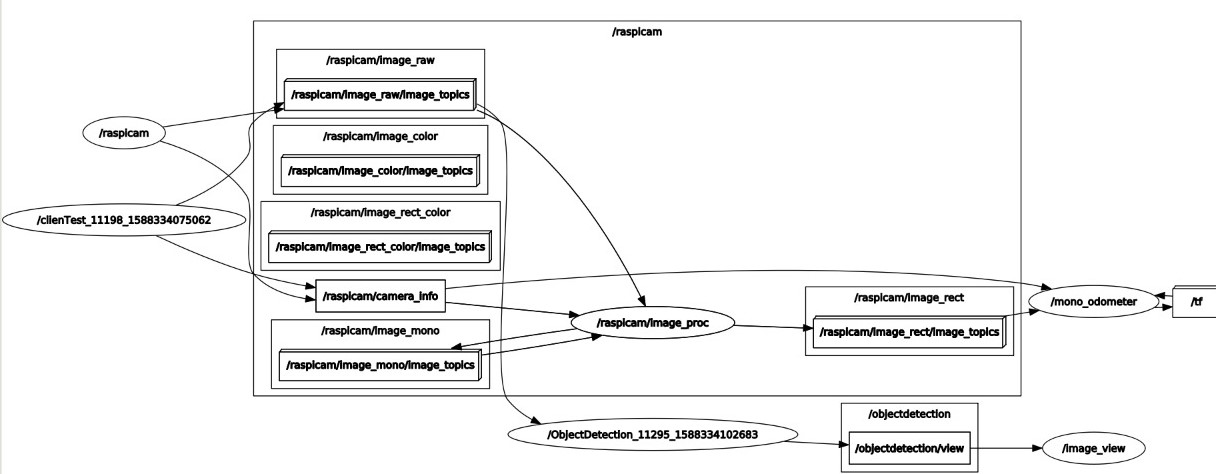 /raspicam
/raspicam/image_raw
/raspicam/image_raw/image_topics
/raspicam
/raspicam/image_color
/raspicam/image_color/image_topics
/clienTest_11198_1588334075062
/raspicam/image_rect_color
/raspicam/image_rect_color/image_topics
/raspicam/camera_info
/raspicam/image_proc
/raspicam/image_rect
/raspicam/image_rect/image_topics
/mono_odometer
/tf
/raspicam/image_mono
/raspicam/image_mono/image_topics
/ObjectDetection_11295_1588334102683
/objectdetection
/objectdetection/view
/image_view